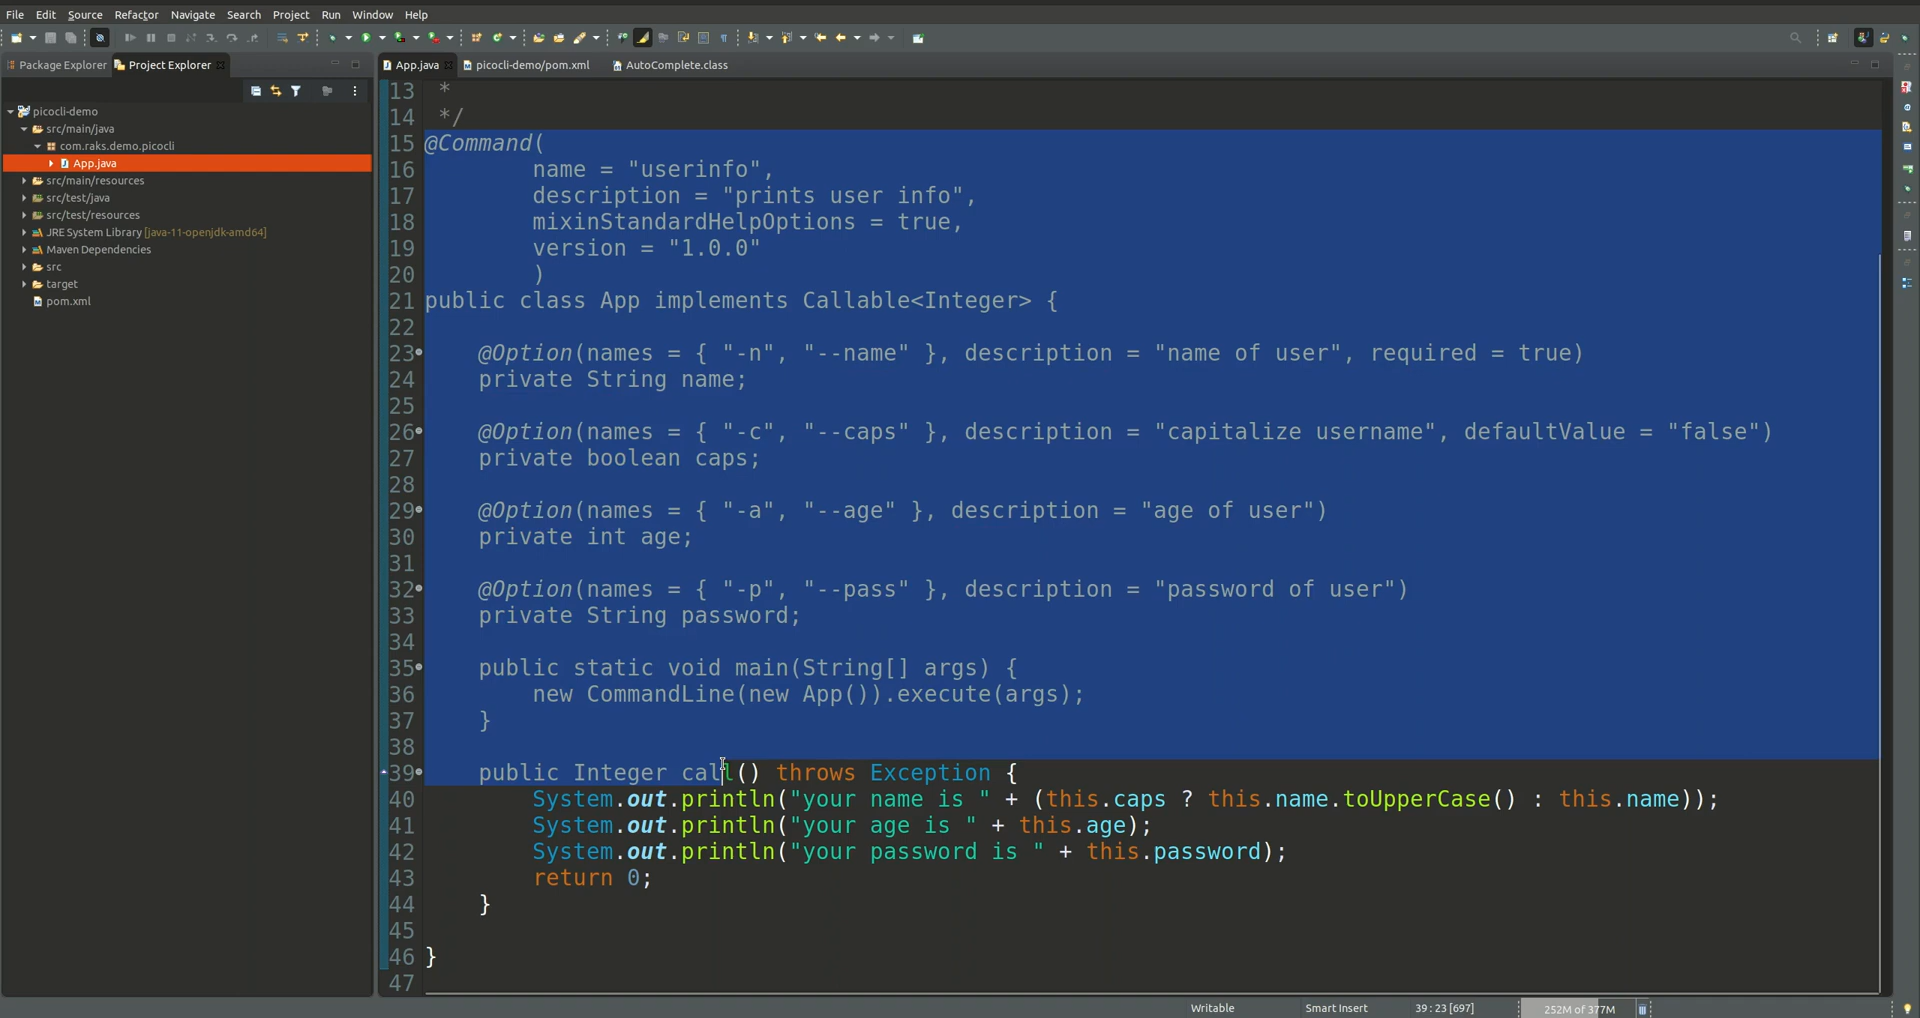 File Edit Source Refactor Navigate Search Project Run Window Help
Package Explorer Project Explorer
App.java picocli-demo/pom.xml AutoComplete.class
picocli-demo
src/main/java
com.raks.demo.picocli
App.java
src/main/resources
src/test/java
src/test/resources
JRE System Library [java-11-openjdk-amd64]
Maven Dependencies
src
target
pom.xml
13 *
14 */
15 @Command(
16 name = "userinfo",
17 description = "prints user info",
18 mixinStandardHelpOptions = true,
19 version = "1.0.0"
20 )
21 public class App implements Callable<Integer> {
22
23 @Option(names = { "-n", "--name" }, description = "name of user", required = true)
24 private String name;
25
26 @Option(names = { "-c", "--caps" }, description = "capitalize username", defaultValue = "false")
27 private boolean caps;
28
29 @Option(names = { "-a", "--age" }, description = "age of user")
30 private int age;
31
32 @Option(names = { "-p", "--pass" }, description = "password of user")
33 private String password;
34
35 public static void main(String[] args) {
36 new CommandLine(new App()).execute(args);
37 }
38
39 public Integer call() throws Exception {
40 System.out.println("your name is " + (this.caps ? this.name.toUpperCase() : this.name));
41 System.out.println("your age is " + this.age);
42 System.out.println("your password is " + this.password);
43 return 0;
44 }
45
46 }
47
Writable Smart Insert 39 : 23 [697] 252M of 377M